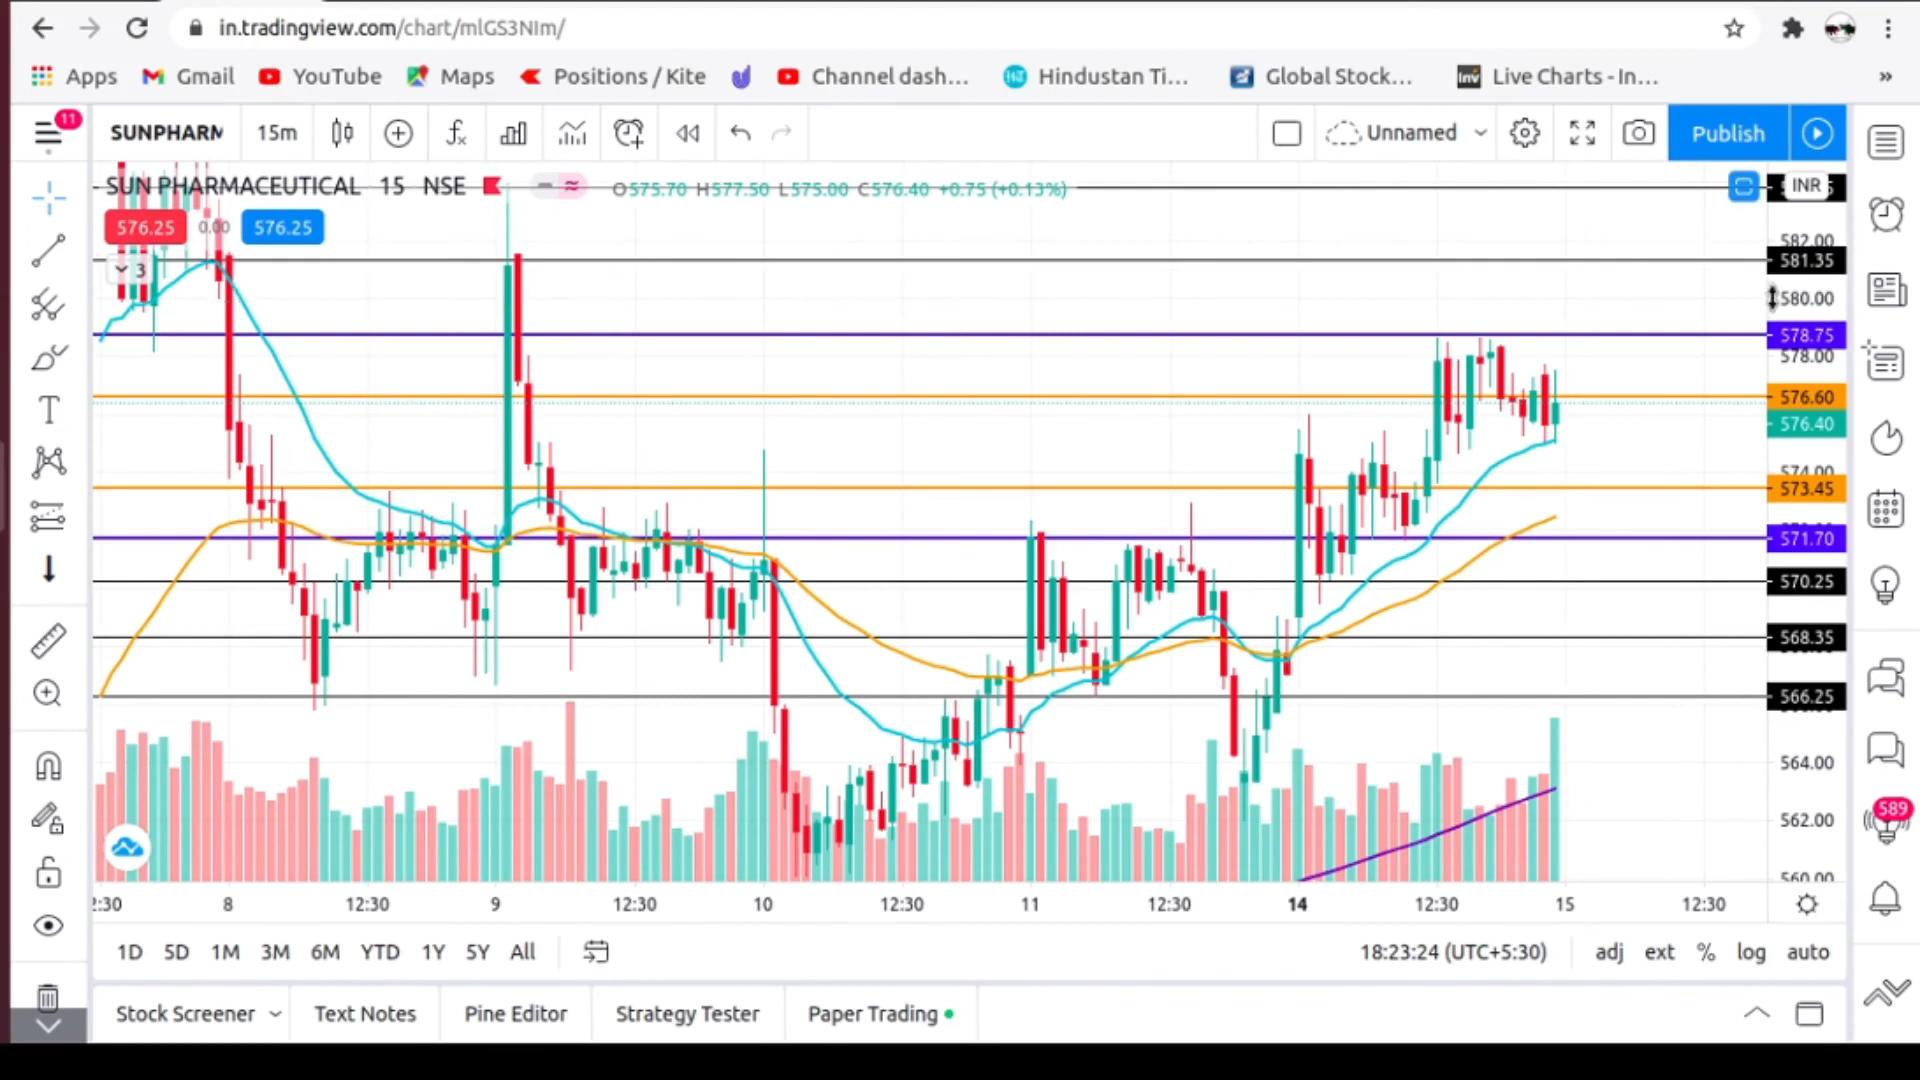 in.tradingview.com/chart/mlGS3NIm/
Apps Gmail YouTube Maps Positions / Kite Channel dash... Hindustan Ti... Global Stock... Live Charts - In... »
11 SUNPHARM 15m Unnamed Publish
SUN PHARMACEUTICAL 15 NSE O575.70 H577.50 L575.00 C576.40 +0.75 (+0.13%) INR
576.25 0.00 576.25
3
582.00
581.35
580.00
578.75
578.00
576.60
576.40
574.00
573.45
571.70
570.25
568.35
566.25
564.00
562.00
560.00
589
2:30 8 12:30 9 12:30 10 12:30 11 12:30 14 12:30 15 12:30
1D 5D 1M 3M 6M YTD 1Y 5Y All 18:23:24 (UTC+5:30) adj ext % log auto
Stock Screener Text Notes Pine Editor Strategy Tester Paper Trading